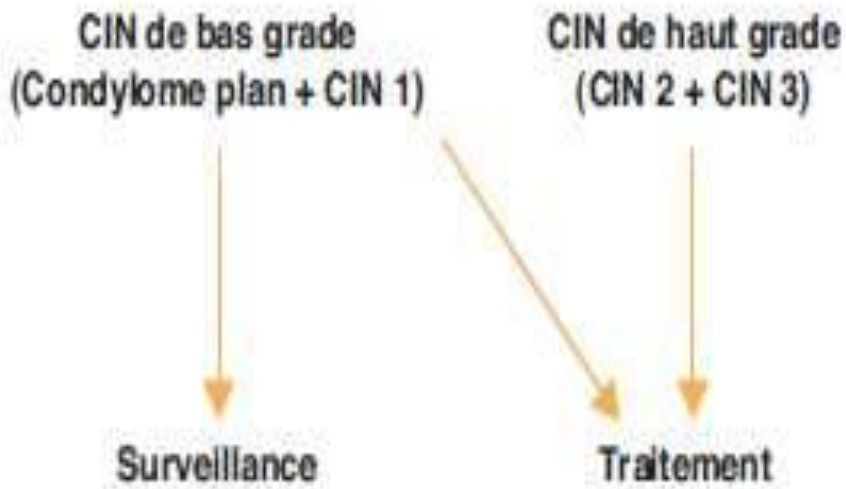 CIN de bas grade
(Condylome plan + CIN 1)
CIN de haut grade
(CIN 2 + CIN 3)
Surveillance
Traitement